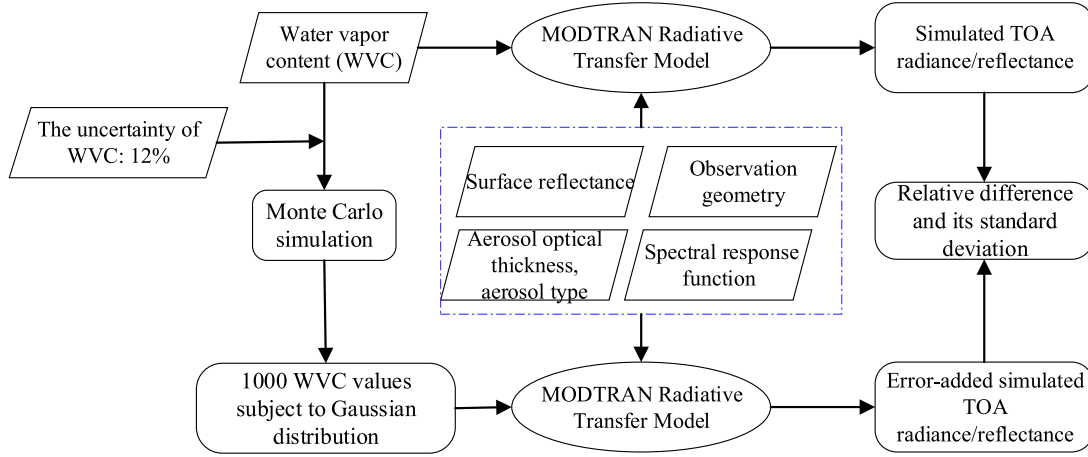 Water vapor
content (WVC)
MODTRAN Radiative
Transfer Model
Simulated TOA
radiance/reflectance
The uncertainty of
WVC: 12%
Surface reflectance
Observation
geometry
Monte Carlo
simulation
Relative difference
and its standard
deviation
Aerosol optical
thickness,
aerosol type
Spectral response
function
1000 WVC values
subject to Gaussian
distribution
MODTRAN Radiative
Transfer Model
Error-added simulated
TOA
radiance/reflectance